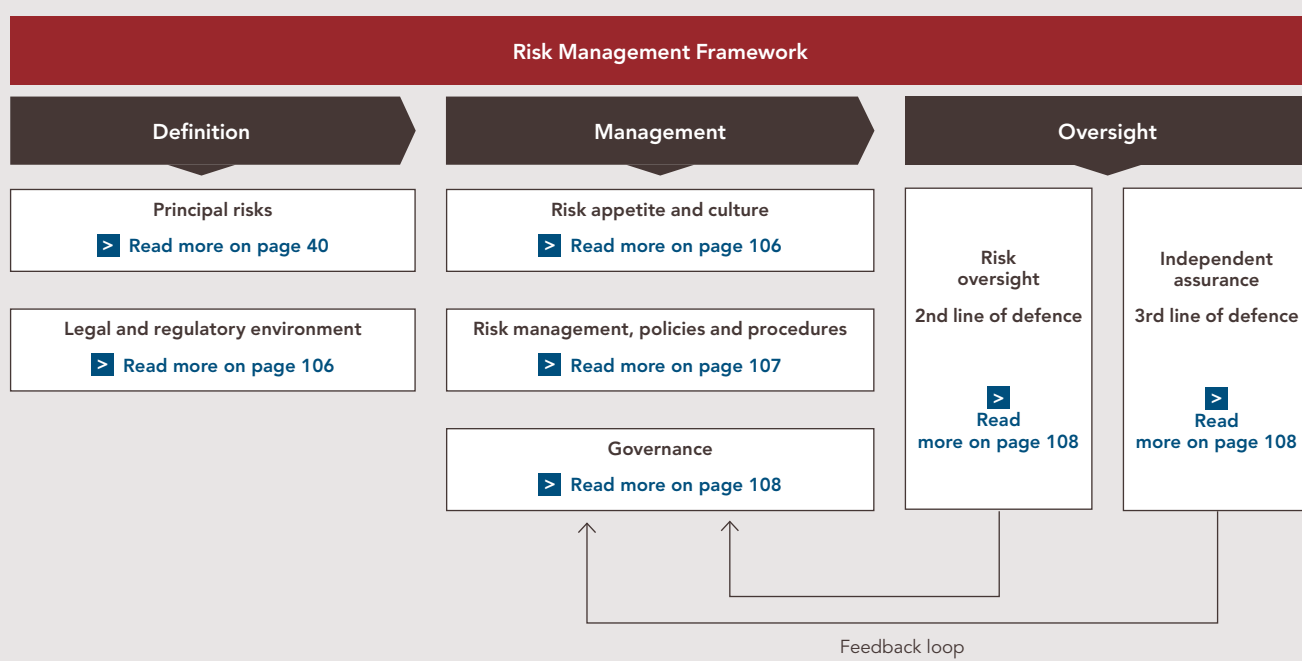 Risk Management Framework
Definition
Management
Oversight
Principal risks
> Read more on page 40
Legal and regulatory environment
> Read more on page 106
Risk appetite and culture
> Read more on page 106
Risk management, policies and procedures
> Read more on page 107
Governance
> Read more on page 108
Risk
oversight
2nd line of defence
>
Read
more on page 108
Independent
assurance
3rd line of defence
>
Read
more on page 108
Feedback loop